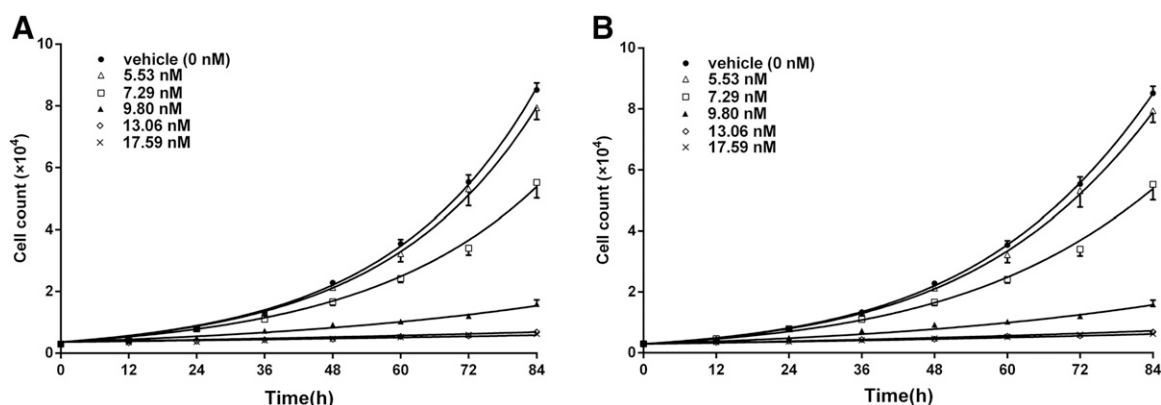 A
Cell count (×10⁴)
10
8
6
4
2
0
vehicle (0 nM)
5.53 nM
7.29 nM
9.80 nM
13.06 nM
17.59 nM
0 12 24 36 48 60 72 84
Time(h)
B
Cell count (×10⁴)
10
8
6
4
2
0
vehicle (0 nM)
5.53 nM
7.29 nM
9.80 nM
13.06 nM
17.59 nM
0 12 24 36 48 60 72 84
Time(h)